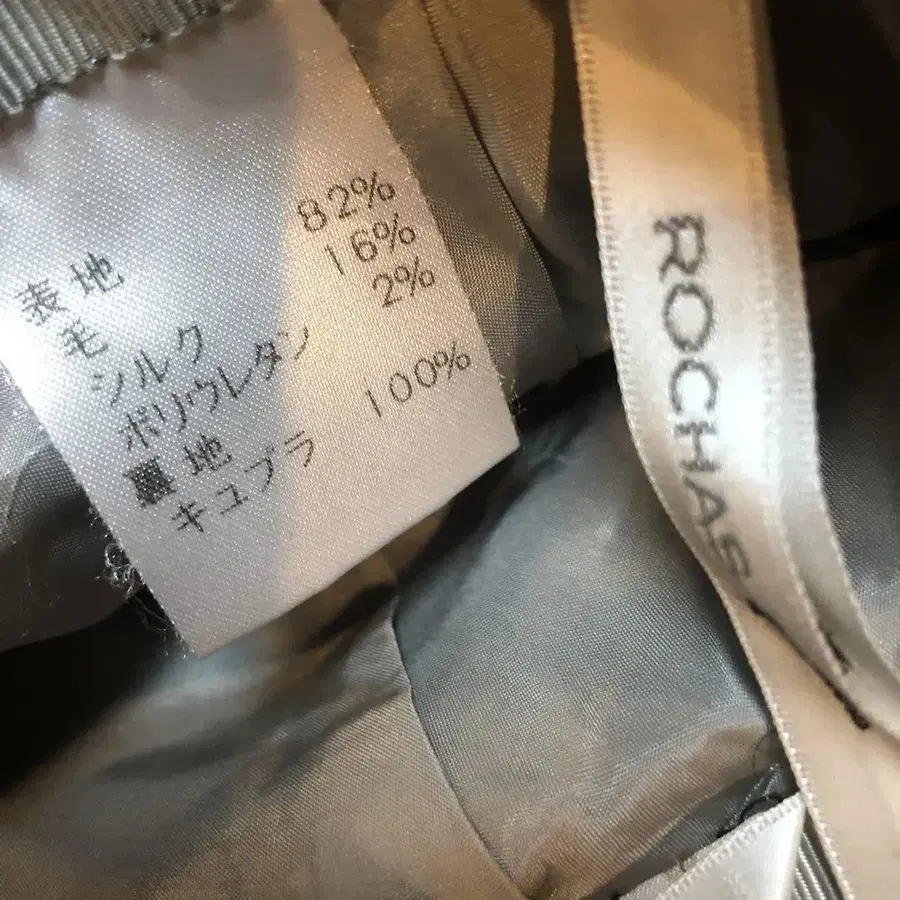 表地
毛 82%
シルク 16%
ポリウレタン 2%
裏地
キュプラ 100%
ROCHAS